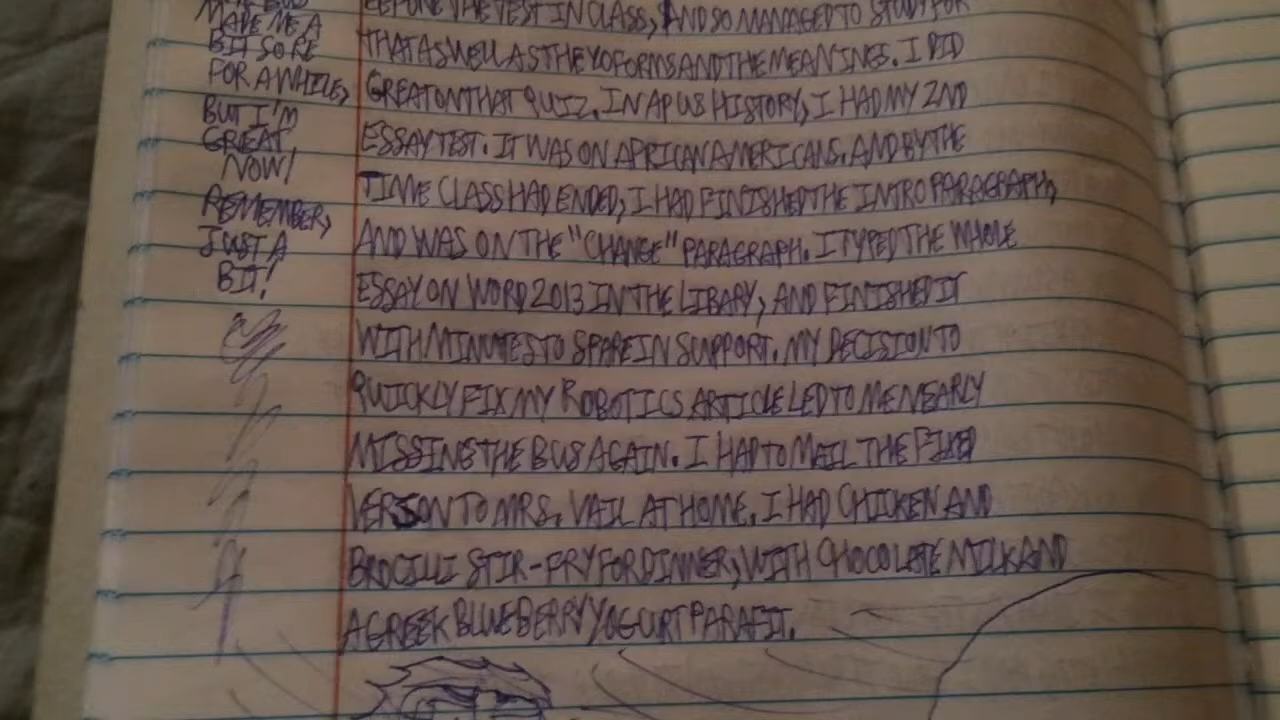 MADE ME A
BIT SORE
FOR A WHILE,
BUT I'M
GREAT
NOW!
REMEMBER,
JUST A
BIT!
BEFORE THE TEST IN CLASS, AND SO MANAGED TO STUDY FOR
THAT AS WELL AS THE YO FORMS AND THE MEANINGS. I DID
GREAT ON THAT QUIZ. IN AP US HISTORY, I HAD MY 2ND
ESSAY TEST. IT WAS ON AFRICAN AMERICANS. AND BY THE
TIME CLASS HAD ENDED, I HAD FINISHED THE INTRO PARAGRAPH,
AND WAS ON THE "CHANGE" PARAGRAPH. I TYPED THE WHOLE
ESSAY ON WORD 2013 IN THE LIBARY, AND FINISHED IT
WITH MINUTES TO SPARE IN SUPPORT. MY DECISION TO
QUICKLY FIX MY ROBOTICS ARTICLE LED TO ME NEARLY
MISSING THE BUS AGAIN. I HAD TO MAIL THE FIXED
VERSION TO MRS. VAIL AT HOME. I HAD CHICKEN AND
BROCILLI STIR-FRY FOR DINNER, WITH CHOCOLATE MILK AND
A GREEK BLUEBERRY YOGURT PARAFIT.